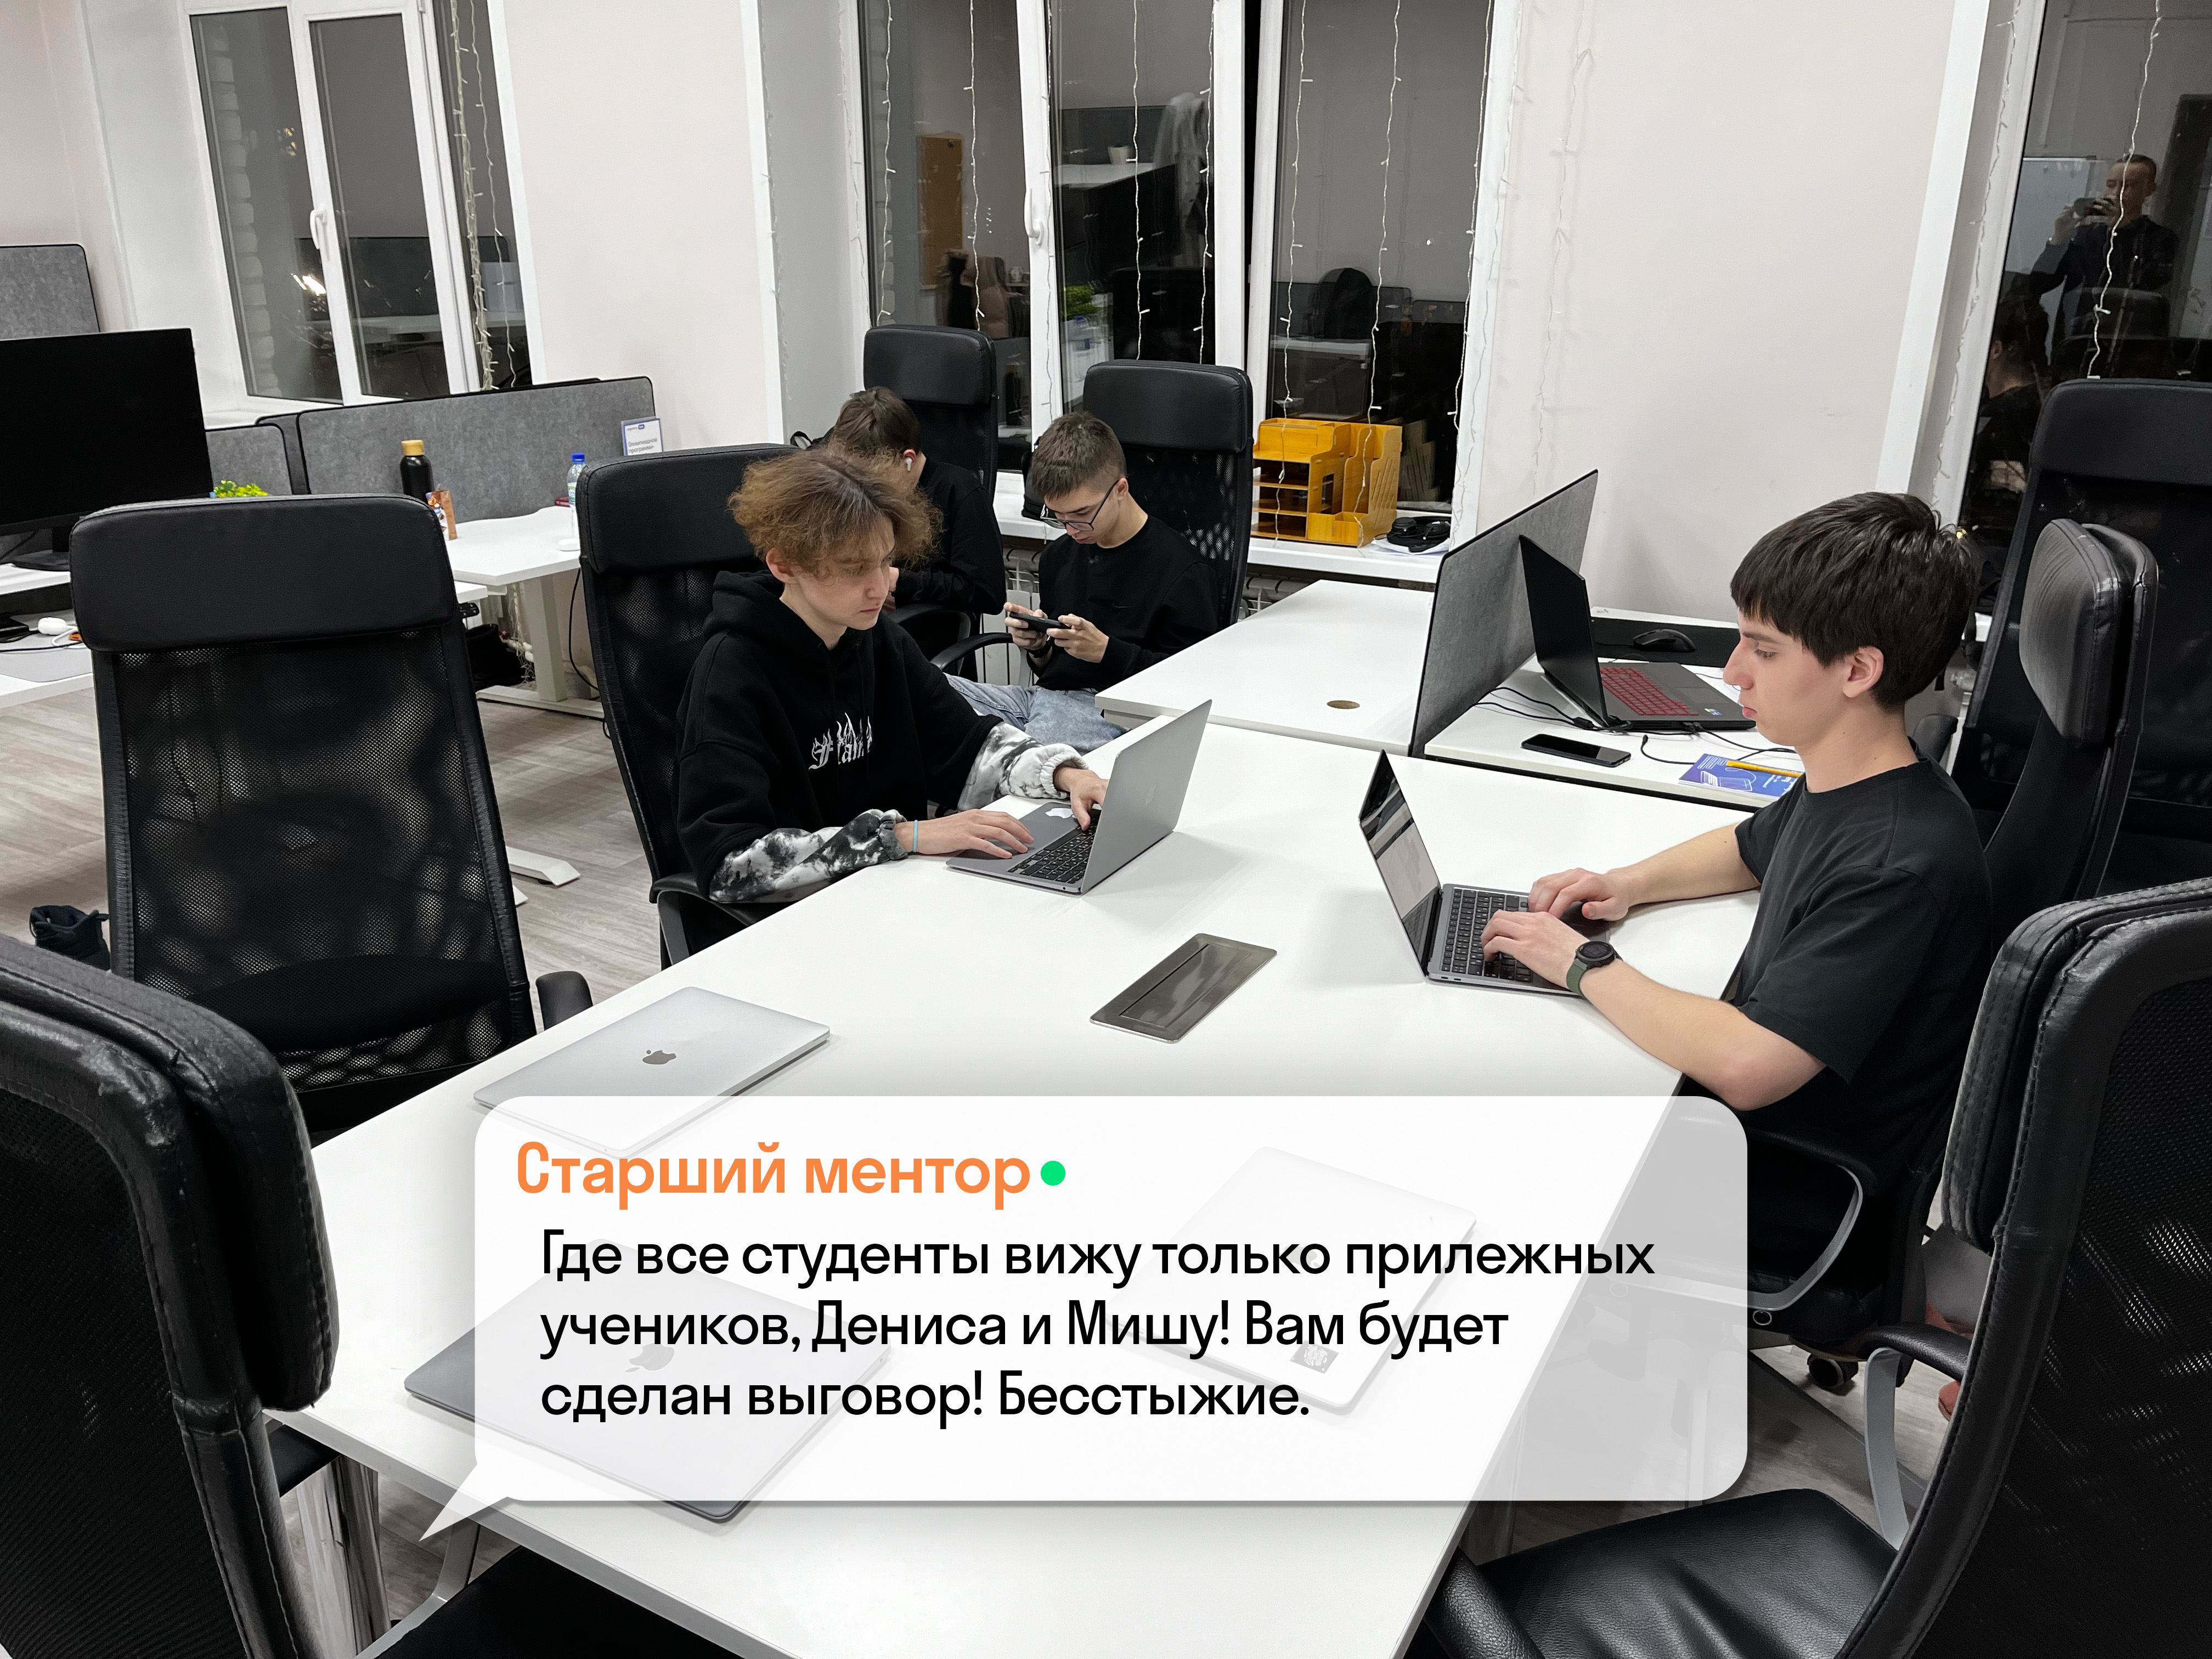 Старший ментор
Где все студенты вижу только прилежных
учеников, Дениса и Мишу! Вам будет
сделан выговор! Бесстыжие.